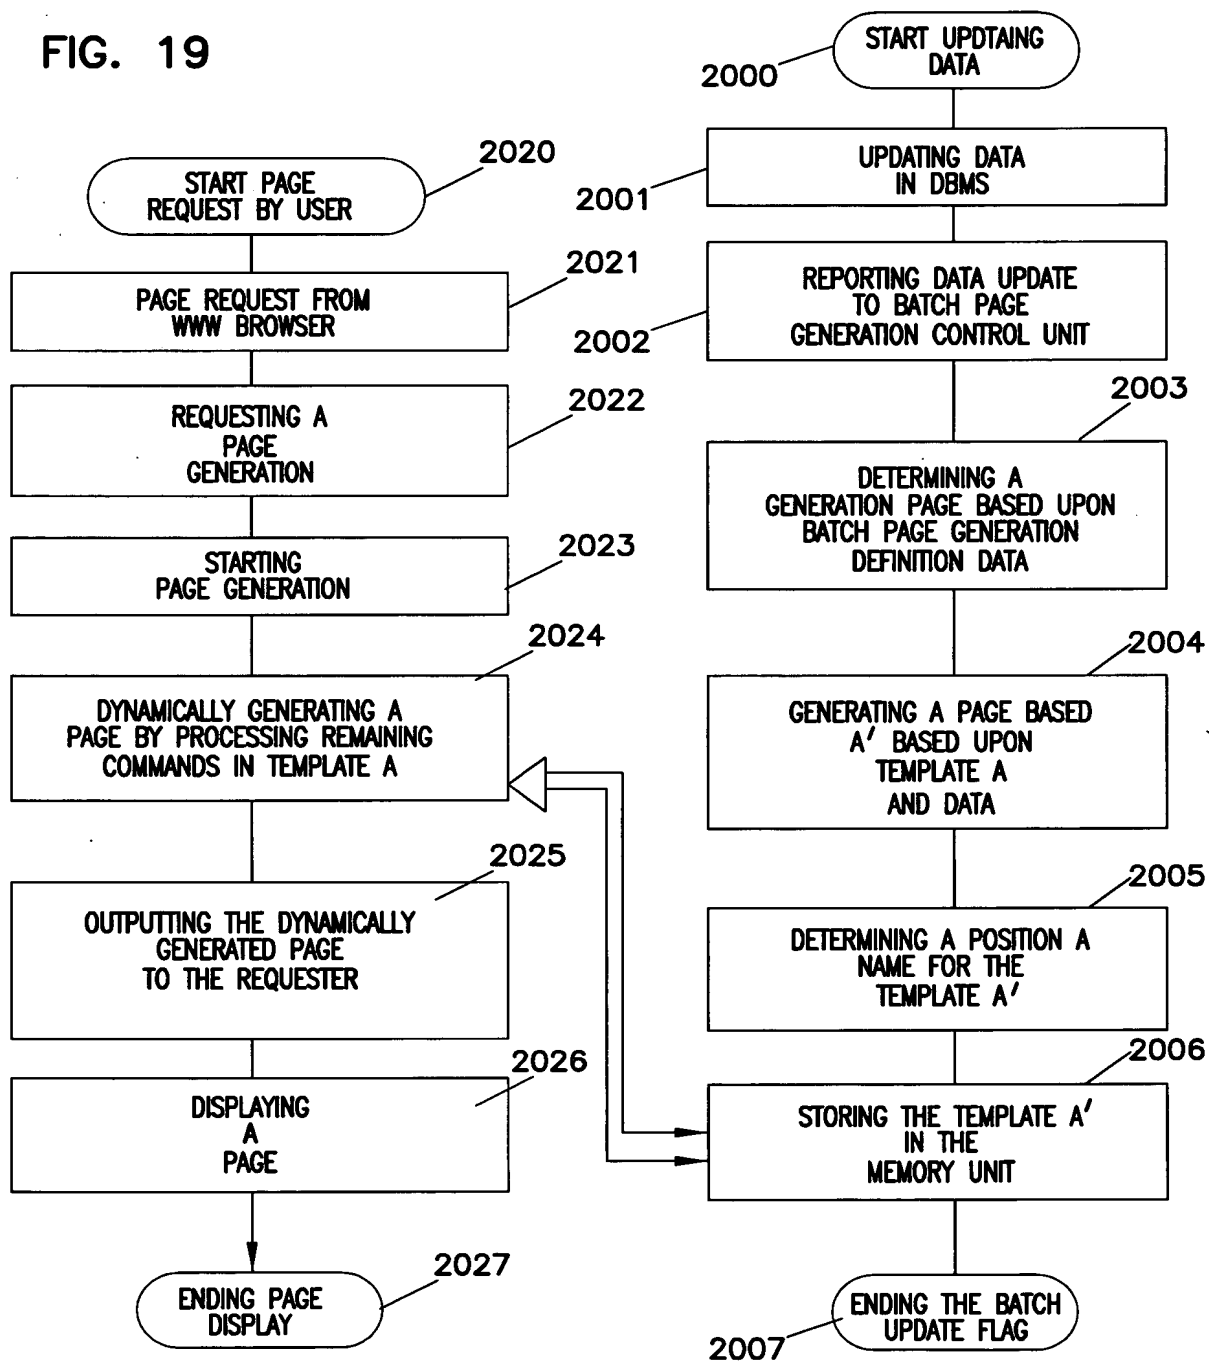 FIG. 19
START UPDTAING
DATA
2000
UPDATING DATA
IN DBMS
2001
REPORTING DATA UPDATE
TO BATCH PAGE
GENERATION CONTROL UNIT
2002
2003
DETERMINING A
GENERATION PAGE BASED UPON
BATCH PAGE GENERATION
DEFINITION DATA
2004
GENERATING A PAGE BASED
A' BASED UPON
TEMPLATE A
AND DATA
2005
DETERMINING A POSITION A
NAME FOR THE
TEMPLATE A'
2006
STORING THE TEMPLATE A'
IN THE
MEMORY UNIT
ENDING THE BATCH
UPDATE FLAG
2007
2020
START PAGE
REQUEST BY USER
2021
PAGE REQUEST FROM
WWW BROWSER
2022
REQUESTING A
PAGE
GENERATION
2023
STARTING
PAGE GENERATION
2024
DYNAMICALLY GENERATING A
PAGE BY PROCESSING REMAINING
COMMANDS IN TEMPLATE A
2025
OUTPUTTING THE DYNAMICALLY
GENERATED PAGE
TO THE REQUESTER
2026
DISPLAYING
A
PAGE
2027
ENDING PAGE
DISPLAY